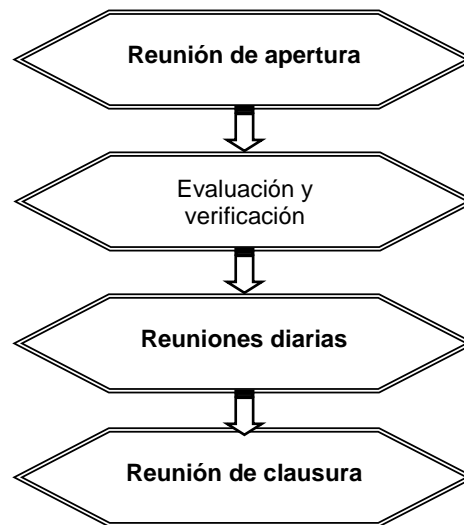 Reunión de apertura
Evaluación y
verificación
Reuniones diarias
Reunión de clausura